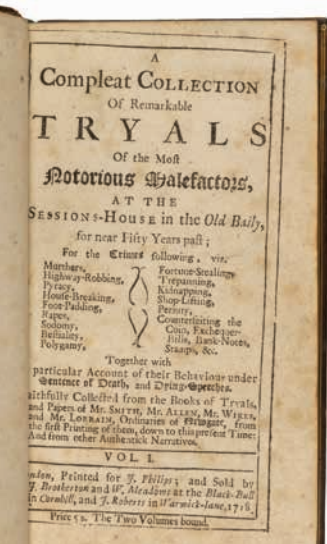 A
Compleat COLLECTION
Of Remarkable
TRYALS
Of the Most
Notorious Malefactors,
AT THE
SESSIONS-HOUSE in the Old Baily,
for near Fifty Years past;
For the Crimes following, viz.
Murthers,
Highway-Robbing,
Pyracy,
House-Breaking,
Foot-Padding,
Rapes,
Sodomy,
Bestiality,
Polygamy,
Fortune-Stealing,
Trepanning,
Kidnapping,
Shop-Lifting,
Perjury,
Counterfeiting the
Coin, Exchequer-
Bills, Bank-Notes,
Stamps, &c.
Together with
particular Account of their Behaviour under
Sentence of Death, and Dying-Speeches.
aithfully Collected from the Books of Tryals,
and Papers of Mr. SMITH, Mr. ALLEN, Mr. WIKES,
and Mr. LORRAIN, Ordinaries of Newgate, from
the first Printing of them, down to this present Time:
And from other Authentick Narratives.
VOL. I.
ondon, Printed for J. Philips; and Sold by
J. Brotherton and W. Meadows at the Black-Bull
in Cornhill, and J. Roberts in Warwick-lane, 1718.
Price 5 s. The Two Volumes bound.